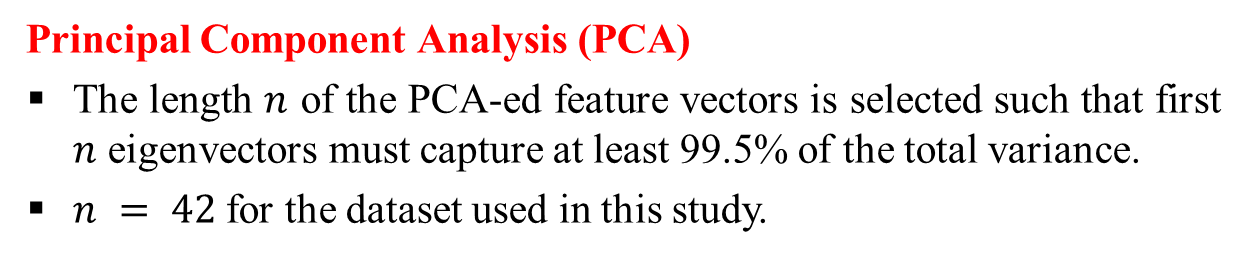 Principal Component Analysis (PCA)
▪ The length 𝑛 of the PCA-ed feature vectors is selected such that first
𝑛 eigenvectors must capture at least 99.5% of the total variance.
▪ 𝑛 = 42 for the dataset used in this study.